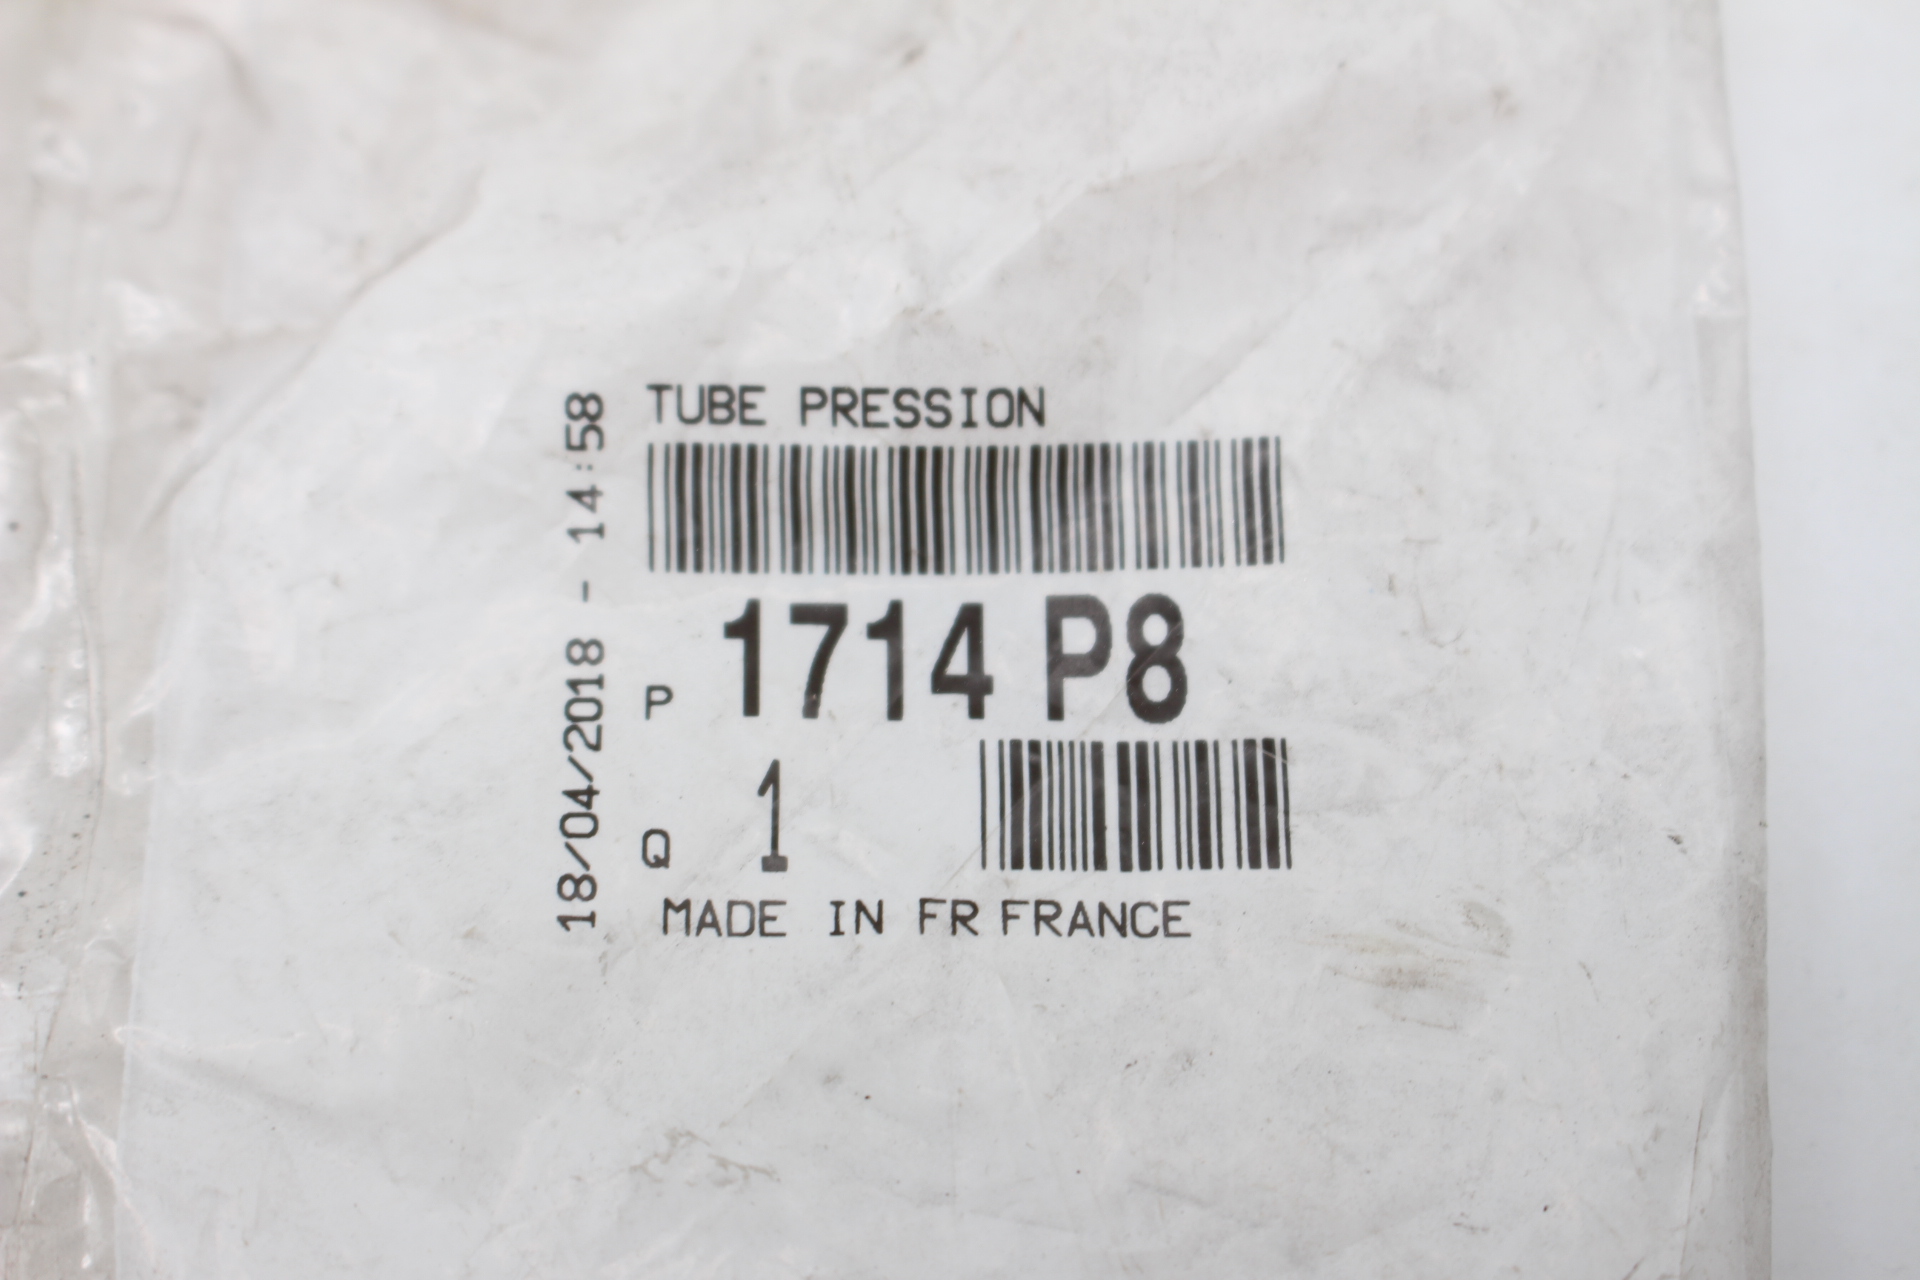 TUBE PRESSION
18/04/2018 - 14:58
P 1714 P8
Q 1
MADE IN FR FRANCE